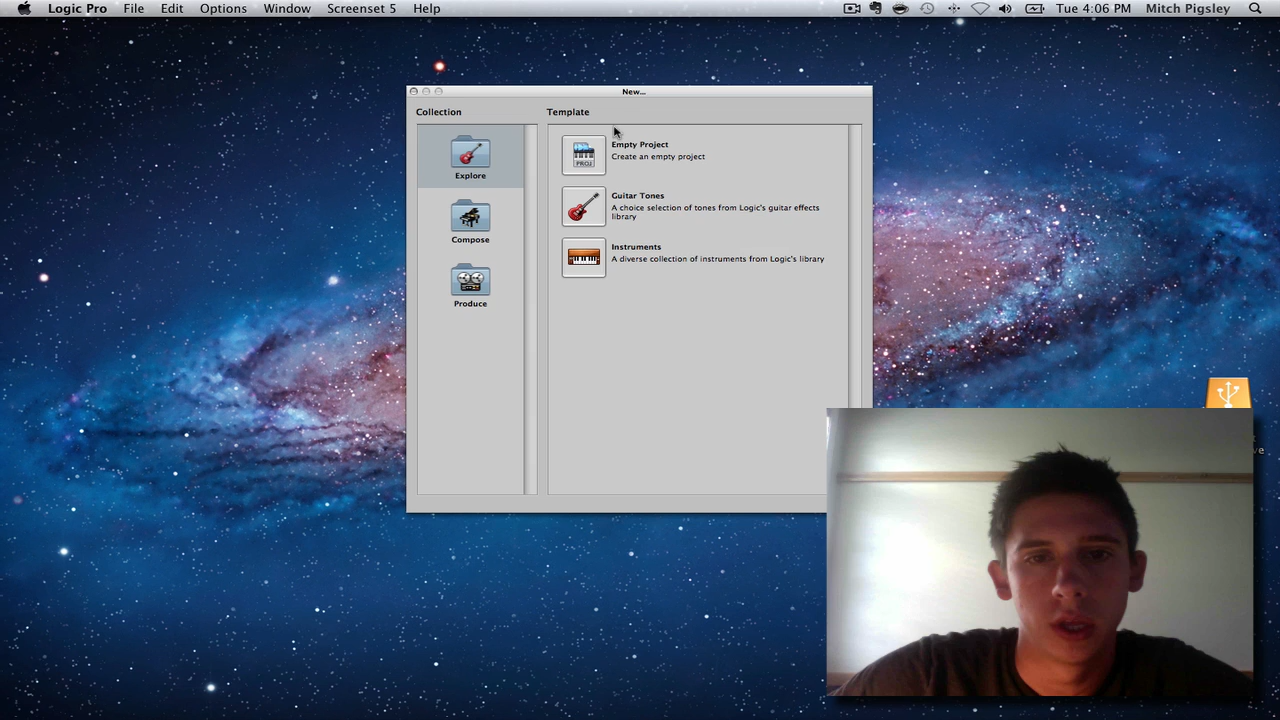 Logic Pro File Edit Options Window Screenset 5 Help Tue 4:06 PM Mitch Pigsley
New...
Collection Template
Explore
Compose
Produce
Empty Project
Create an empty project
Guitar Tones
A choice selection of tones from Logic's guitar effects
library
Instruments
A diverse collection of instruments from Logic's library